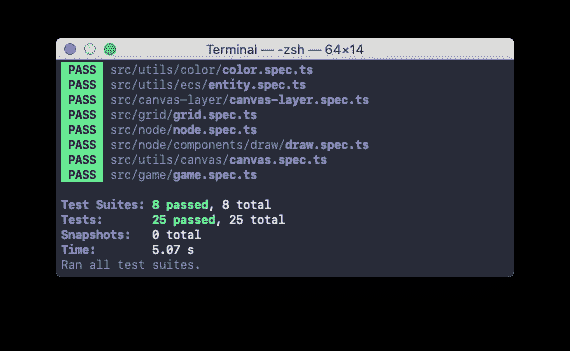 Terminal — -zsh — 64×14
PASS src/utils/color/color.spec.ts
PASS src/utils/ecs/entity.spec.ts
PASS src/canvas-layer/canvas-layer.spec.ts
PASS src/grid/grid.spec.ts
PASS src/node/node.spec.ts
PASS src/node/components/draw/draw.spec.ts
PASS src/utils/canvas/canvas.spec.ts
PASS src/game/game.spec.ts
Test Suites: 8 passed, 8 total
Tests: 25 passed, 25 total
Snapshots: 0 total
Time: 5.07 s
Ran all test suites.